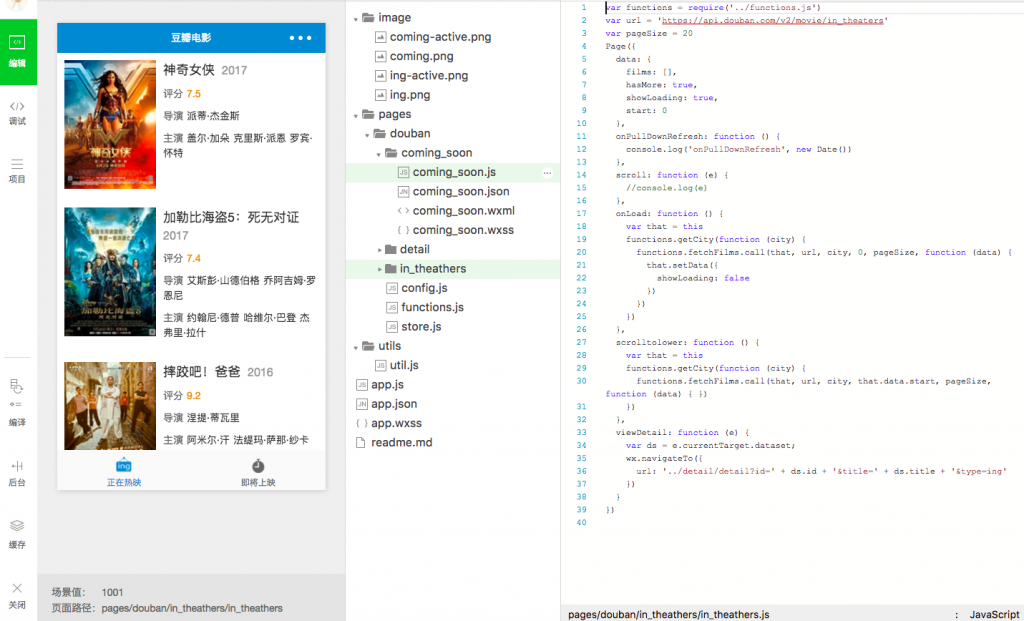 编辑
调试
项目
编译
后台
缓存
关闭
豆瓣电影
神奇女侠 2017
评分 7.5
导演 派蒂·杰金斯
主演 盖尔·加朵 克里斯·派恩 罗宾·
怀特
加勒比海盗5：死无对证
2017
评分 7.4
导演 艾斯彭·山德伯格 乔阿吉姆·罗
恩尼
主演 约翰尼·德普 哈维尔·巴登 杰
弗里·拉什
摔跤吧！爸爸 2016
评分 9.2
导演 涅提·蒂瓦里
主演 阿米尔·汗 法缇玛·萨那·纱卡
ing
正在热映
即将上映
场景值： 1001
页面路径： pages/douban/in_theathers/in_theathers
image
coming-active.png
coming.png
ing-active.png
ing.png
pages
douban
coming_soon
JS coming_soon.js ...
JN coming_soon.json
< > coming_soon.wxml
{ } coming_soon.wxss
detail
in_theathers
JS config.js
JS functions.js
JS store.js
utils
JS util.js
JS app.js
JN app.json
{ } app.wxss
readme.md
1 var functions = require('../functions.js')
2 var url = 'https://api.douban.com/v2/movie/in_theaters'
3 var pageSize = 20
4 Page({
5 data: {
6 films: [],
7 hasMore: true,
8 showLoading: true,
9 start: 0
10 },
11 onPullDownRefresh: function () {
12 console.log('onPullDownRefresh', new Date())
13 },
14 scroll: function (e) {
15 //console.log(e)
16 },
17 onLoad: function () {
18 var that = this
19 functions.getCity(function (city) {
20 functions.fetchFilms.call(that, url, city, 0, pageSize, function (data) {
21 that.setData({
22 showLoading: false
23 })
24 })
25 })
26 },
27 scrolltolower: function () {
28 var that = this
29 functions.getCity(function (city) {
30 functions.fetchFilms.call(that, url, city, that.data.start, pageSize,
function (data) { })
31 })
32 },
33 viewDetail: function (e) {
34 var ds = e.currentTarget.dataset;
35 wx.navigateTo({
36 url: '../detail/detail?id=' + ds.id + '&title=' + ds.title + '&type=ing'
37 })
38 }
39 })
40
pages/douban/in_theathers/in_theathers.js : JavaScript